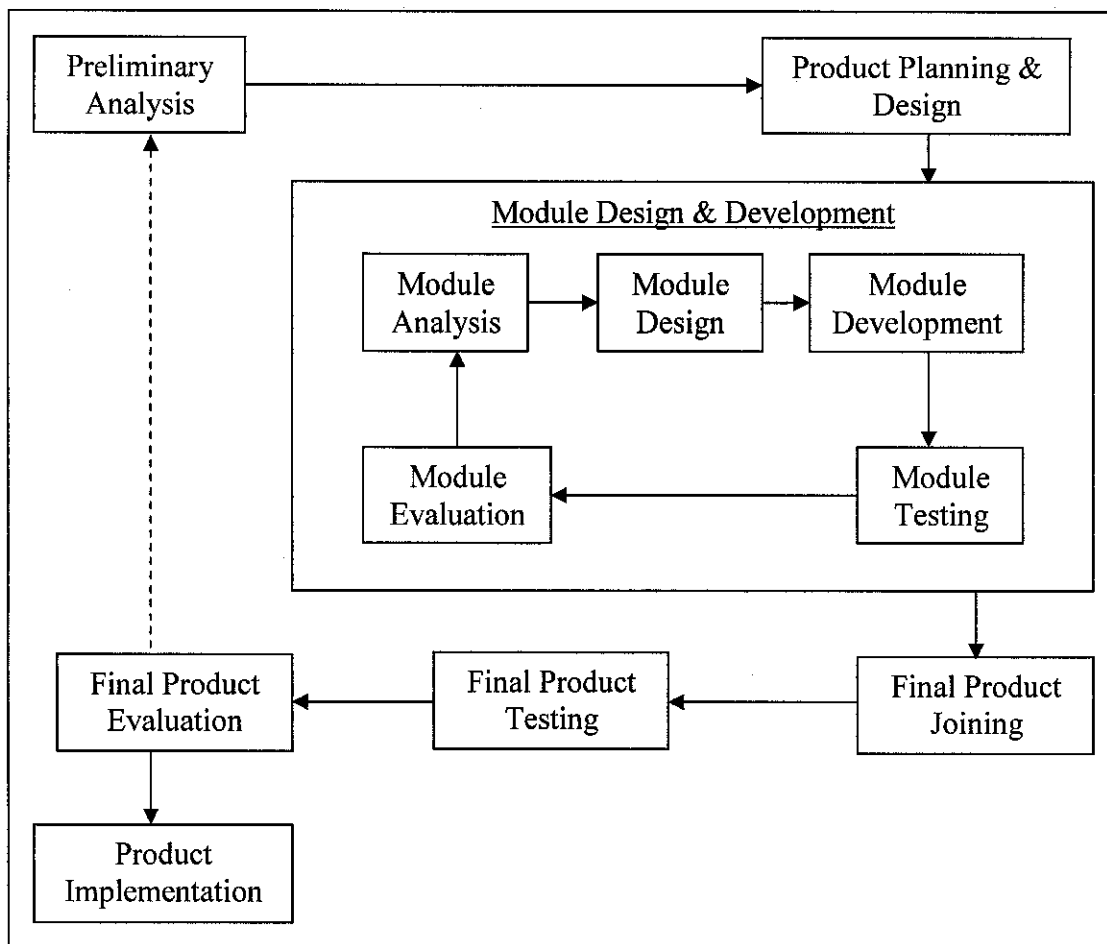 Preliminary
Analysis
Product Planning &
Design
Module Design & Development
Module
Analysis
Module
Design
Module
Development
Module
Evaluation
Module
Testing
Final Product
Evaluation
Final Product
Testing
Final Product
Joining
Product
Implementation